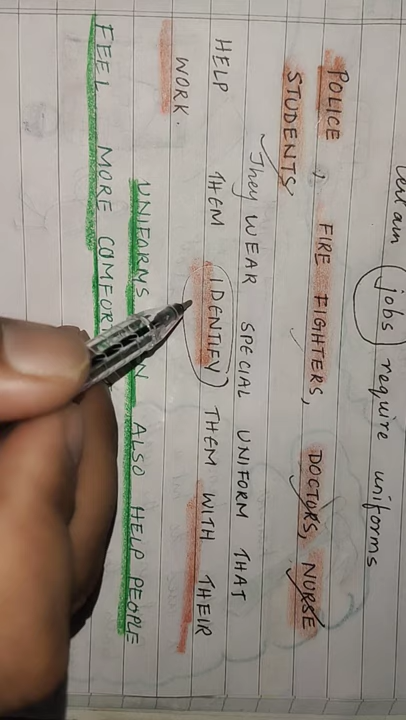 certain jobs require uniforms
POLICE, FIRE FIGHTERS, DOCTORS, NURSE
STUDENTS
They WEAR SPECIAL UNIFORM THAT
HELP THEM IDENTIFY THEM WITH THEIR
WORK.
UNIFORMS ALSO HELP PEOPLE
FEEL MORE